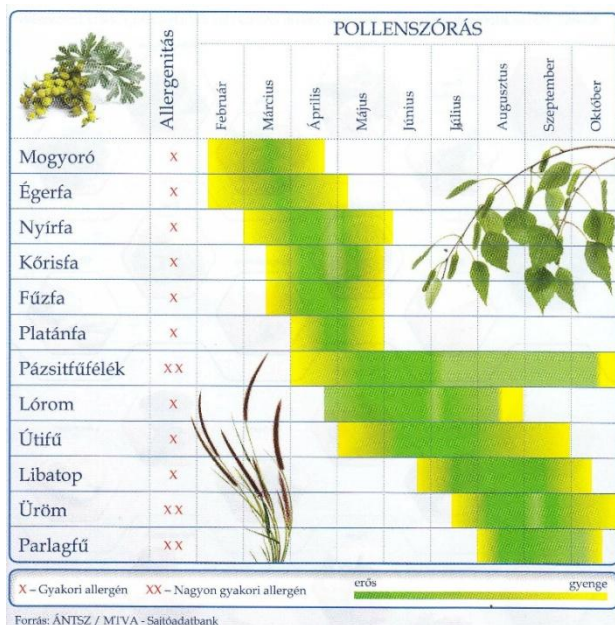 POLLENSZÓRÁS
Allergenitás
Február
Március
Április
Május
Június
Július
Augusztus
Szeptember
Október
Mogyoró x
Égerfa x
Nyírfa x
Kőrisfa x
Fűzfa x
Platánfa x
Pázsitfűfélék xx
Lórom x
Útifű x
Libatop x
Üröm xx
Parlagfű xx
x – Gyakori allergén xx – Nagyon gyakori allergén erős gyenge
Forrás: ÁNTSZ / MTVA - Sajtóadatbank